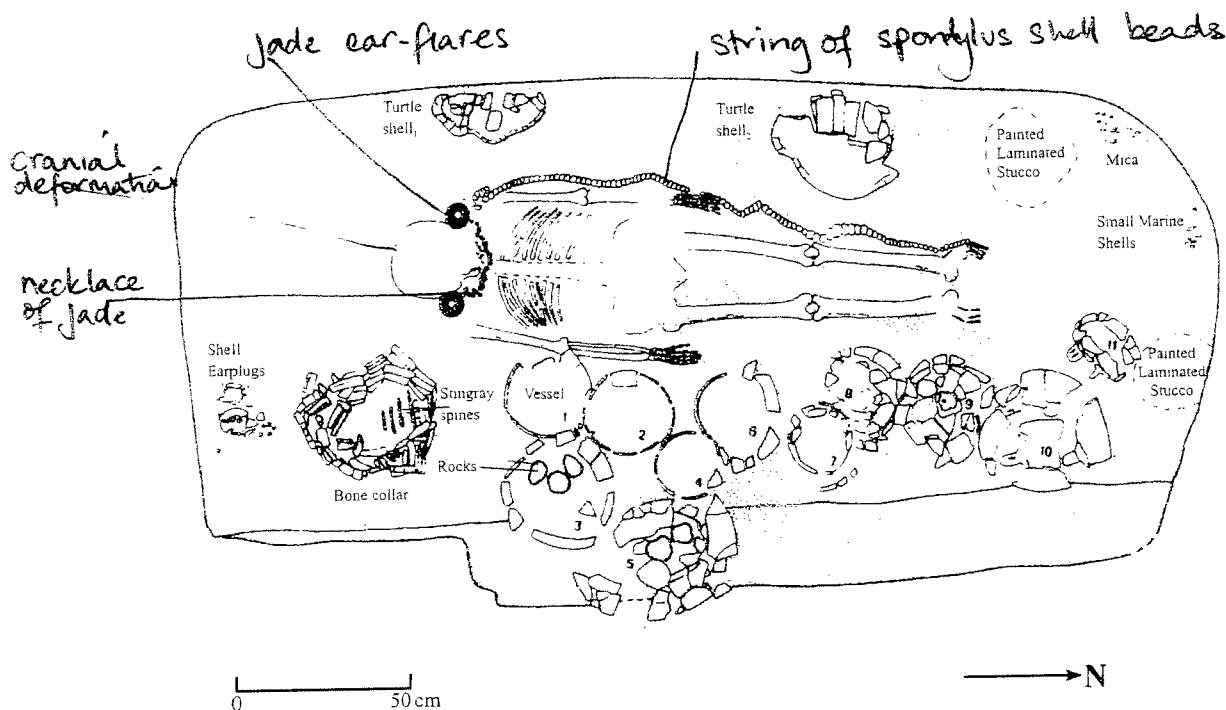 jade ear-flares
string of spondylus shell beads
cranial
deformation
necklace
of jade
Turtle
shell1
Turtle
shell2
Painted
Laminated
Stucco
Mica
Small Marine
Shells
Shell
Earplugs
Stingray
spines
Vessel
Rocks
Bone collar
Painted
Laminated
Stucco
1
2
3
4
5
6
7
8
9
10
11
0
50 cm
N